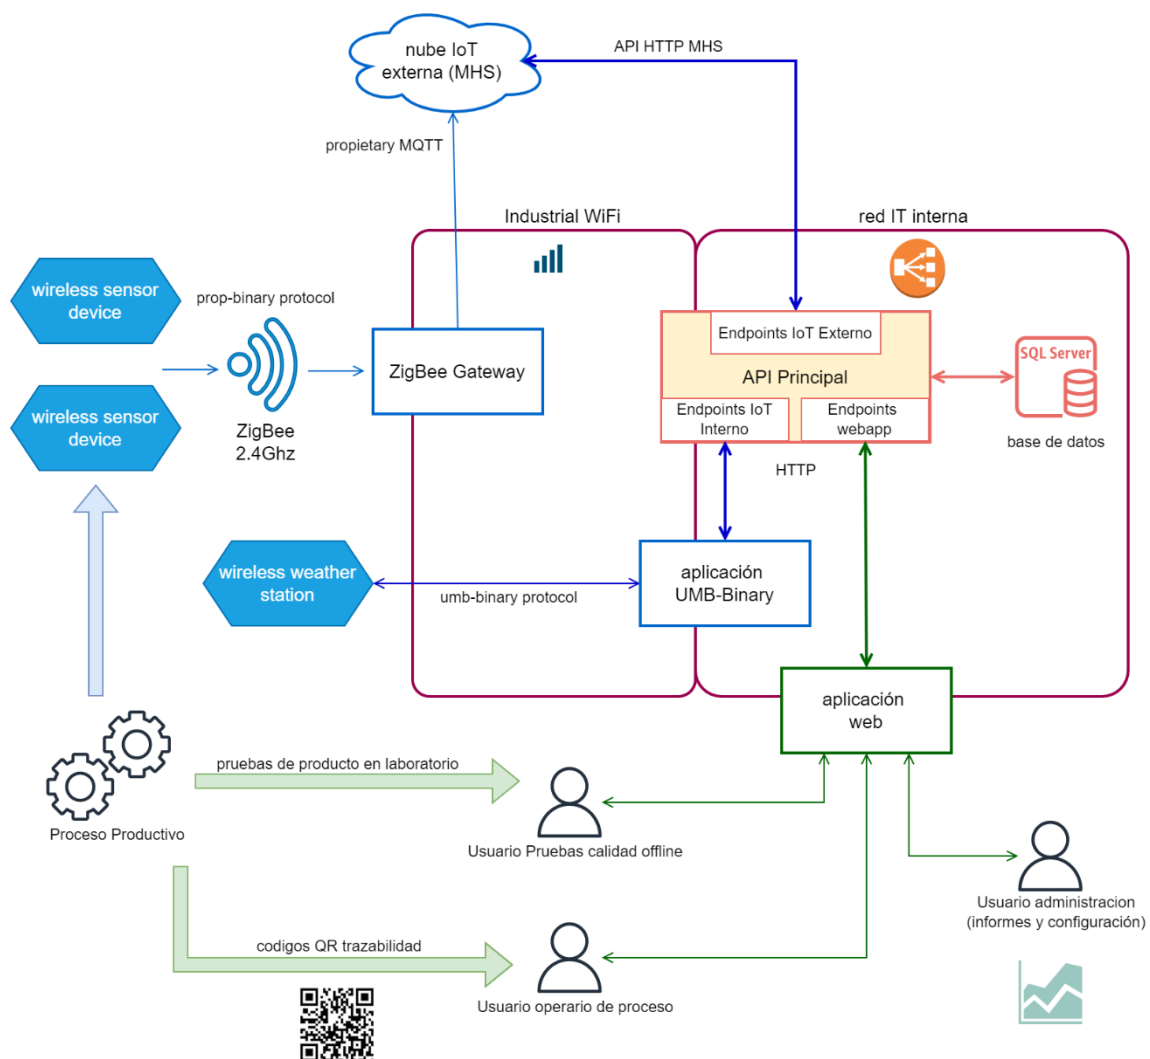 nube IoT
externa (MHS)
API HTTP MHS
propietary MQTT
Industrial WiFi
red IT interna
wireless sensor
device
prop-binary protocol
wireless sensor
device
ZigBee
2.4Ghz
ZigBee Gateway
Endpoints IoT Externo
API Principal
Endpoints IoT
Interno
Endpoints
webapp
SQL Server
base de datos
HTTP
wireless weather
station
umb-binary protocol
aplicación
UMB-Binary
aplicación
web
Proceso Productivo
pruebas de producto en laboratorio
Usuario Pruebas calidad offline
Usuario administracion
(informes y configuración)
codigos QR trazabilidad
Usuario operario de proceso